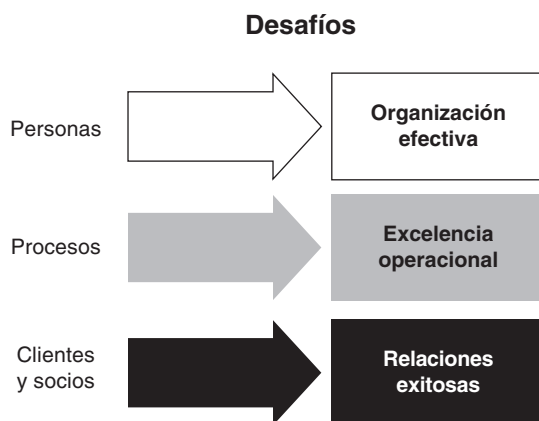 Desafíos
Personas
Organización
efectiva
Procesos
Excelencia
operacional
Clientes
y socios
Relaciones
exitosas